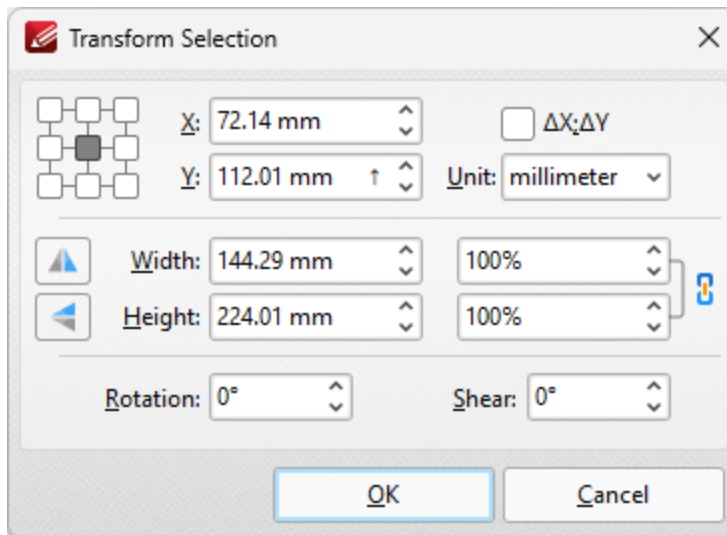 Transform Selection
X: 72.14 mm
ΔX;ΔY
Y: 112.01 mm ↑
Unit: millimeter
Width: 144.29 mm
100%
Height: 224.01 mm
100%
Rotation: 0°
Shear: 0°
OK
Cancel